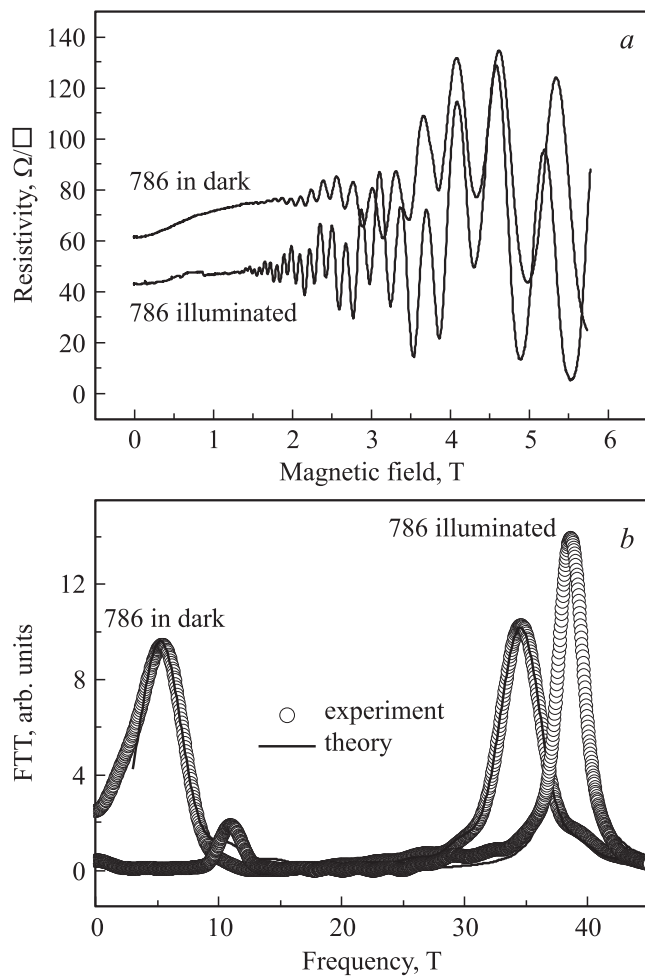 a
140
120
100
80
60
40
20
0
Resistivity, Ω/□
786 in dark
786 illuminated
0 1 2 3 4 5 6
Magnetic field, T
786 illuminated b
12
8
4
0
FTT, arb. units
786 in dark
experiment
theory
0 10 20 30 40
Frequency, T